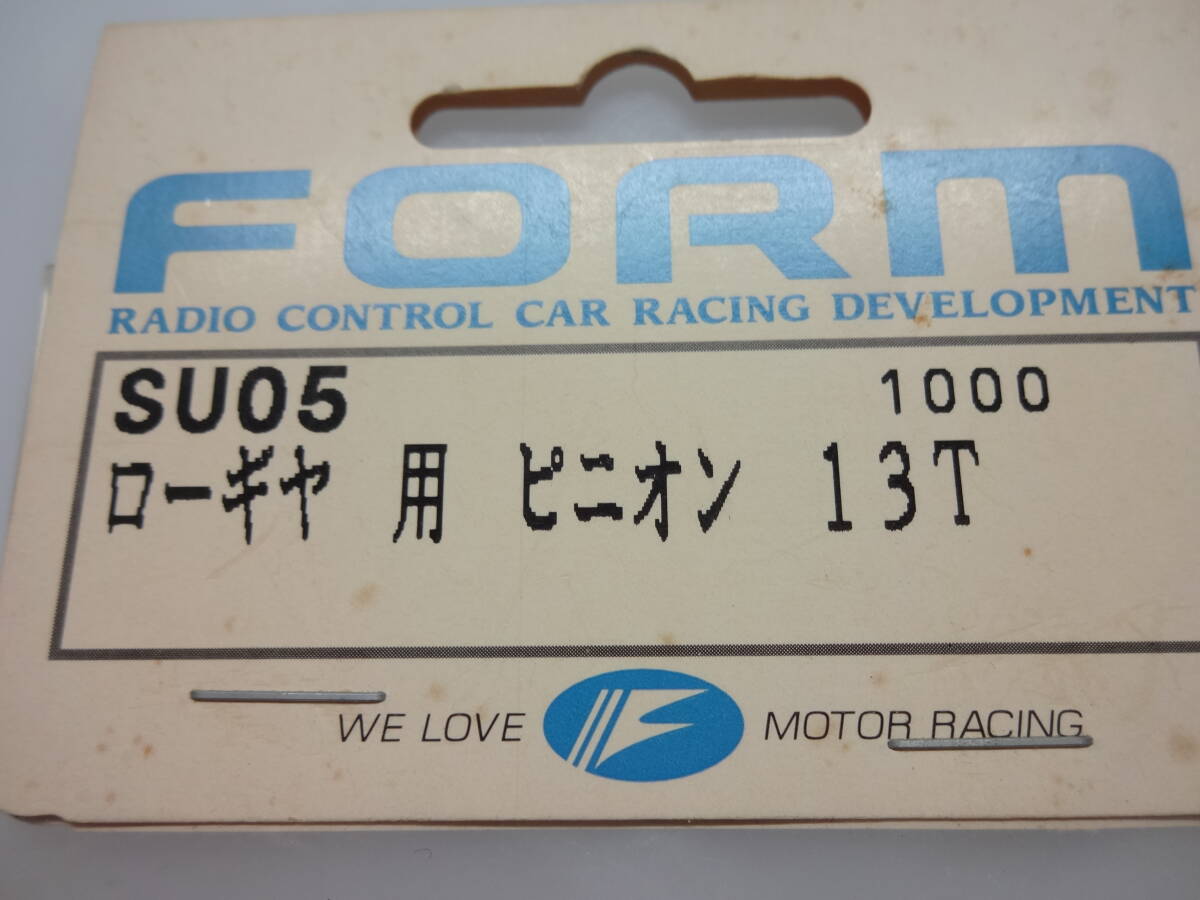 FORM
RADIO CONTROL CAR RACING DEVELOPMENT
SU05 1000
ローギヤ 用 ピニオン 13T
WE LOVE MOTOR RACING